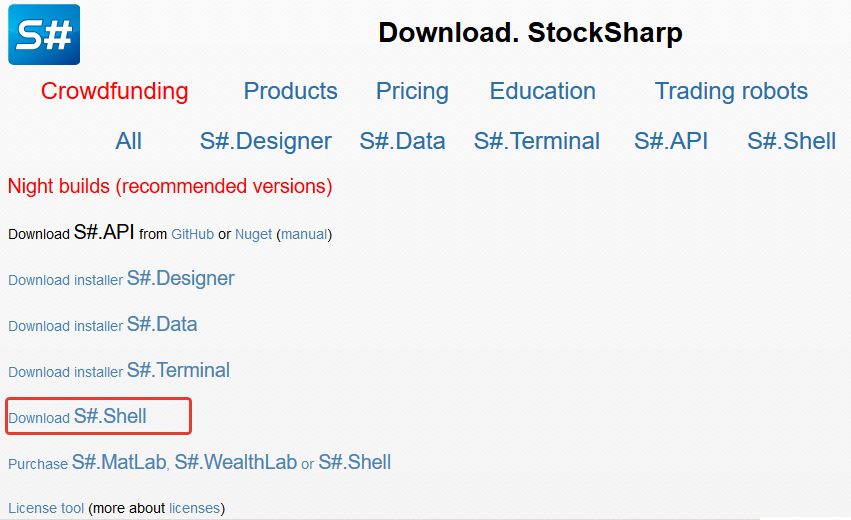 S#
Download. StockSharp
Crowdfunding Products Pricing Education Trading robots
All S#.Designer S#.Data S#.Terminal S#.API S#.Shell
Night builds (recommended versions)
Download S#.API from GitHub or Nuget (manual)
Download installer S#.Designer
Download installer S#.Data
Download installer S#.Terminal
Download S#.Shell
Purchase S#.MatLab, S#.WealthLab or S#.Shell
License tool (more about licenses)